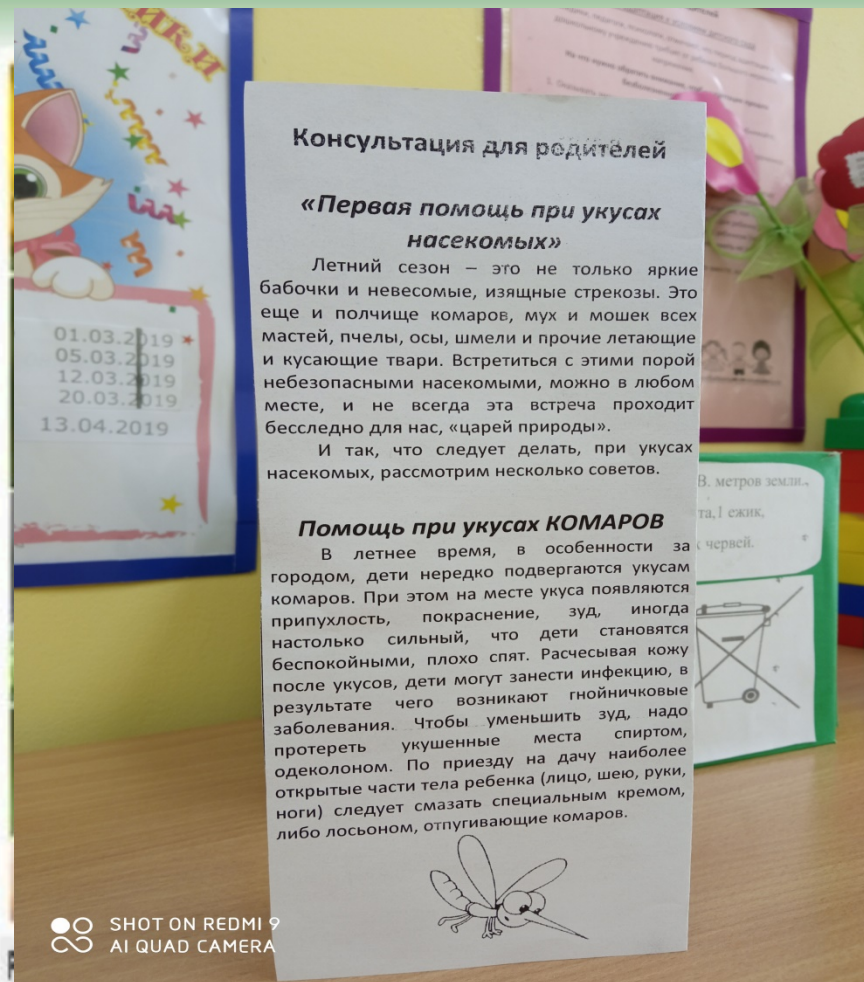 ИКИ
01.03.2019
05.03.2019
12.03.2019
20.03.2019
13.04.2019
Консультация для родителей
«Первая помощь при укусах
насекомых»
Летний сезон – это не только яркие
бабочки и невесомые, изящные стрекозы. Это
еще и полчище комаров, мух и мошек всех
мастей, пчелы, осы, шмели и прочие летающие
и кусающие твари. Встретиться с этими порой
небезопасными насекомыми, можно в любом
месте, и не всегда эта встреча проходит
бесследно для нас, «царей природы».
И так, что следует делать, при укусах
насекомых, рассмотрим несколько советов.
Помощь при укусах КОМАРОВ
В летнее время, в особенности за
городом, дети нередко подвергаются укусам
комаров. При этом на месте укуса появляются
припухлость, покраснение, зуд, иногда
настолько сильный, что дети становятся
беспокойными, плохо спят. Расчесывая кожу
после укусов, дети могут занести инфекцию, в
результате чего возникают гнойничковые
заболевания. Чтобы уменьшить зуд, надо
протереть укушенные места спиртом,
одеколоном. По приезду на дачу наиболее
открытые части тела ребенка (лицо, шею, руки,
ноги) следует смазать специальным кремом,
либо лосьоном, отпугивающие комаров.
В. метров земли.
та,1 ежик,
червей.
SHOT ON REDMI 9
AI QUAD CAMERA